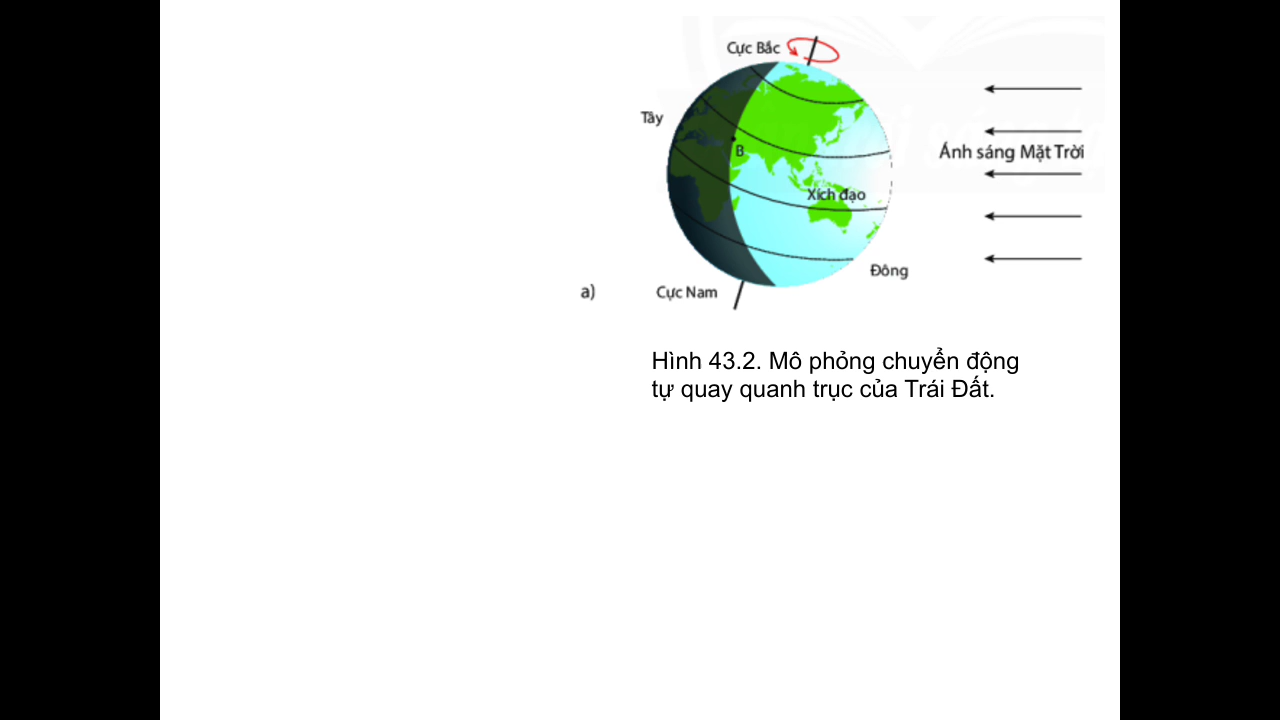 Cực Bắc
Tây
B
Ánh sáng Mặt Trời
Xích đạo
Đông
a)
Cực Nam
Hình 43.2. Mô phỏng chuyển động
tự quay quanh trục của Trái Đất.